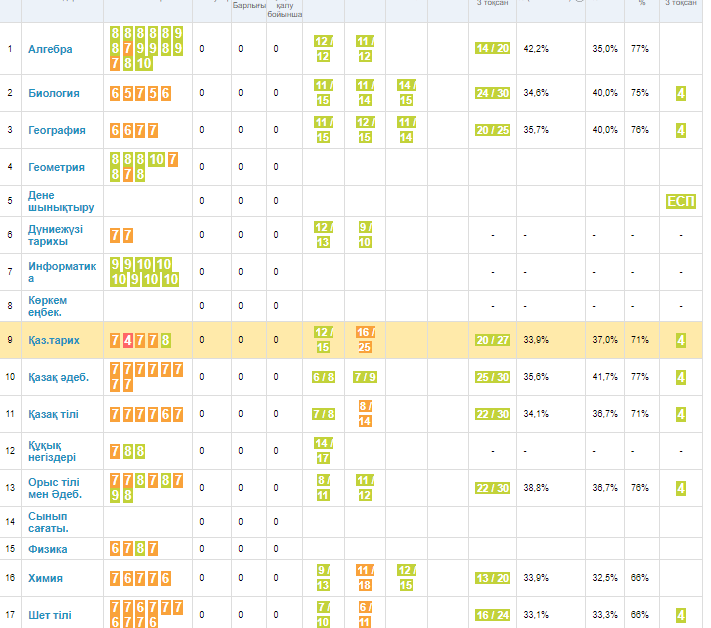 3 тоқсан % 3 тоқсан
Барлығы қалу
бойынша
1 Алгебра 8 8 8 8 8 9 8 7 9 9 8 9 7 8 10 0 0 0 12 / 12 11 / 12 14 / 20 42,2% 35,0% 77%
2 Биология 6 5 7 5 6 0 0 0 11 / 15 11 / 14 14 / 15 24 / 30 34,6% 40,0% 75% 4
3 География 6 6 7 7 0 0 0 11 / 15 12 / 15 11 / 14 20 / 25 35,7% 40,0% 76% 4
4 Геометрия 8 8 8 10 7 8 7 8 0 0 0
5 Дене шынықтыру 0 0 0 ЕСП
6 Дүниежүзі тарихы 7 7 0 0 0 12 / 13 9 / 10 - - - - -
7 Информатика 9 9 10 10 10 9 10 10 0 0 0 - - - - -
8 Көркем еңбек. 0 0 0 - - - - -
9 Қаз.тарих 7 4 7 7 8 0 0 0 12 / 15 16 / 25 20 / 27 33,9% 37,0% 71% 4
10 Қазақ әдеб. 7 7 7 7 7 7 7 7 0 0 0 6 / 8 7 / 9 25 / 30 35,6% 41,7% 77% 4
11 Қазақ тілі 7 7 7 7 6 7 0 0 0 7 / 8 8 / 14 22 / 30 34,1% 36,7% 71% 4
12 Құқық негіздері 7 8 8 0 0 0 14 / 17 - - - - -
13 Орыс тілі мен Әдеб. 7 7 8 7 8 7 9 8 0 0 0 8 / 11 11 / 12 22 / 30 38,8% 36,7% 76% 4
14 Сынып сағаты. 0 0 0
15 Физика 6 7 8 7 0 0 0
16 Химия 7 6 7 7 6 0 0 0 9 / 13 11 / 18 12 / 15 13 / 20 33,9% 32,5% 66%
17 Шет тілі 7 7 6 7 7 7 6 7 7 6 0 0 0 7 / 10 6 / 11 16 / 24 33,1% 33,3% 66% 4